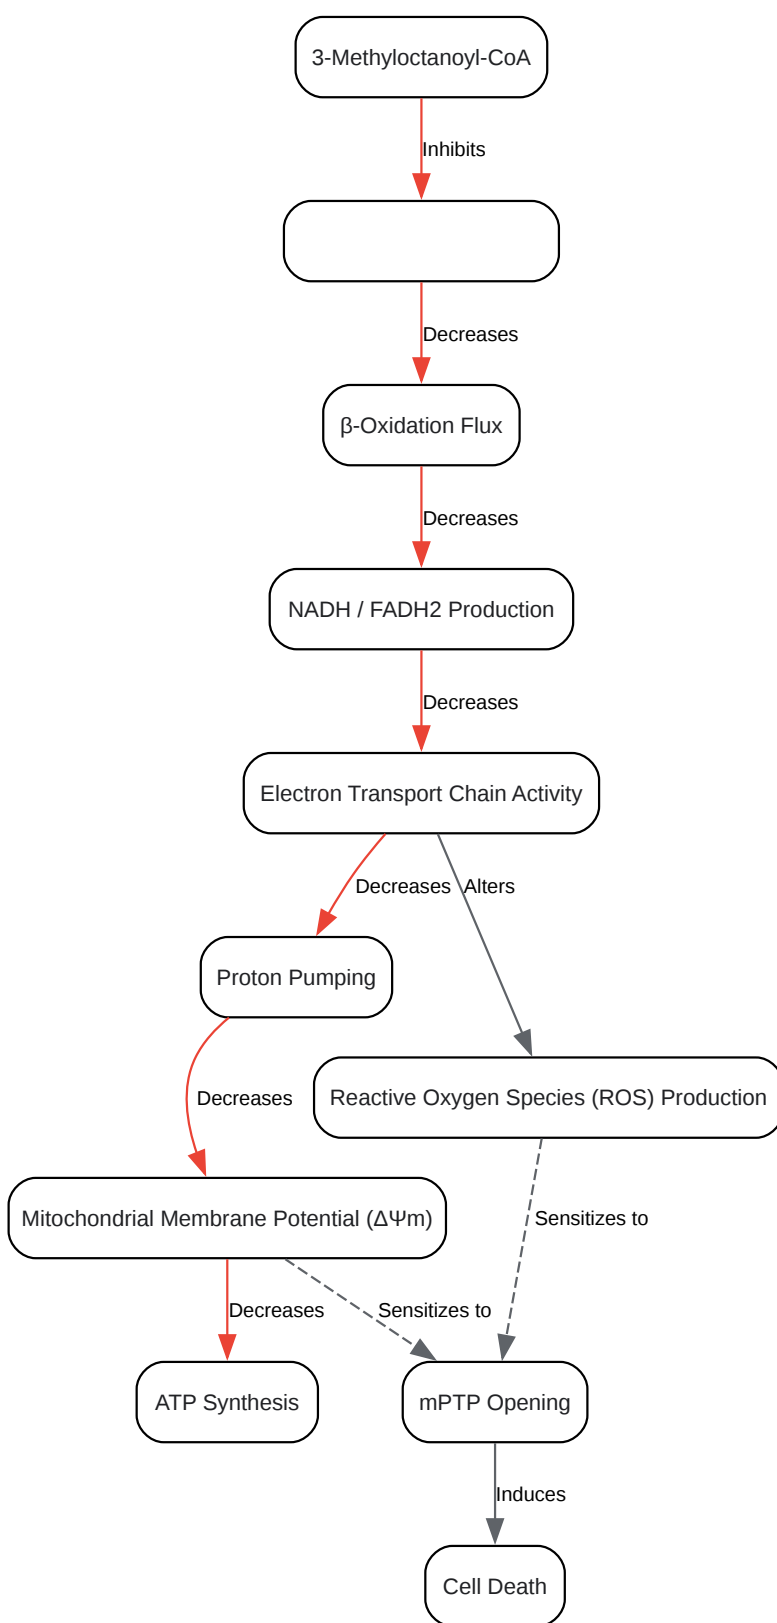 3-Methyloctanoyl-CoA
Inhibits
Decreases
β-Oxidation Flux
Decreases
NADH / FADH2 Production
Decreases
Electron Transport Chain Activity
Decreases
Alters
Proton Pumping
Decreases
Reactive Oxygen Species (ROS) Production
Mitochondrial Membrane Potential (ΔΨm)
Sensitizes to
Decreases
Sensitizes to
ATP Synthesis
mPTP Opening
Induces
Cell Death